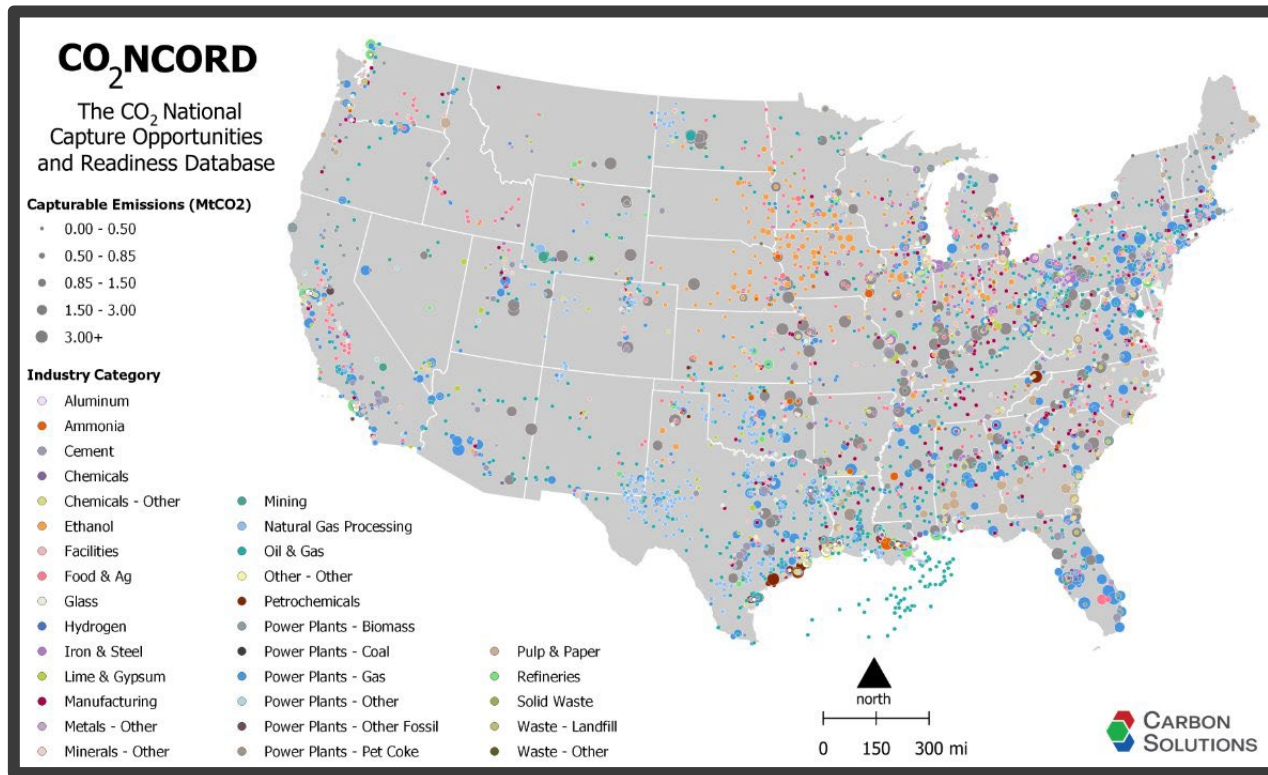 CO2NCORD
The CO2 National
Capture Opportunities
and Readiness Database
Capturable Emissions (MtCO2)
0.00 - 0.50
0.50 - 0.85
0.85 - 1.50
1.50 - 3.00
3.00+
Industry Category
Aluminum
Ammonia
Cement
Chemicals
Chemicals - Other
Ethanol
Facilities
Food & Ag
Glass
Hydrogen
Iron & Steel
Lime & Gypsum
Manufacturing
Metals - Other
Minerals - Other
Mining
Natural Gas Processing
Oil & Gas
Other - Other
Petrochemicals
Power Plants - Biomass
Power Plants - Coal
Power Plants - Gas
Power Plants - Other
Power Plants - Other Fossil
Power Plants - Pet Coke
Pulp & Paper
Refineries
Solid Waste
Waste - Landfill
Waste - Other
north
0 150 300 mi
CARBON
SOLUTIONS